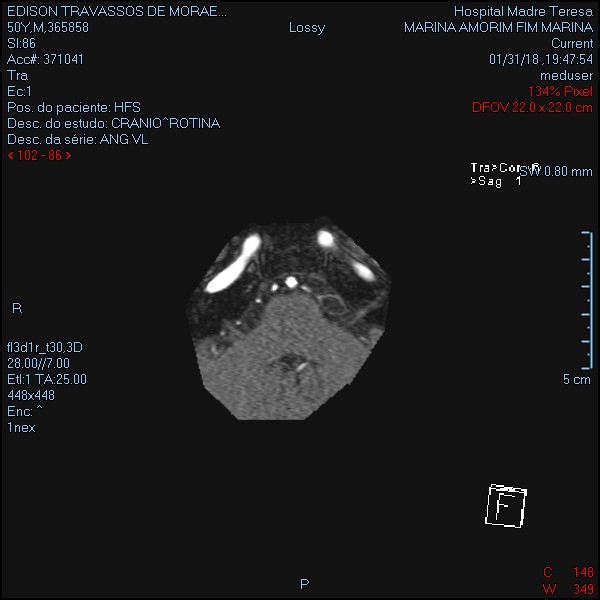 EDISON TRAVASSOS DE MORAE...
50Y,M,365858
SI:86
Acc#: 371041
Tra
Ec:1
Pos. do paciente: HFS
Desc. do estudo: CRANIO^ROTINA
Desc. da série: ANG VL
< 102 - 86 >
Lossy
Hospital Madre Teresa
MARINA AMORIM FIM MARINA
Current
01/31/18 ,19:47:54
meduser
134% Pixel
DFOV 22.0 x 22.0 cm
Tra>Cor
SW 0.80 mm
>Sag 1
R
fl3d1r_t30,3D
28.00//7.00
Etl:1 TA:25.00
448x448
Enc: ^
1nex
5 cm
F
P
C 148
W 349